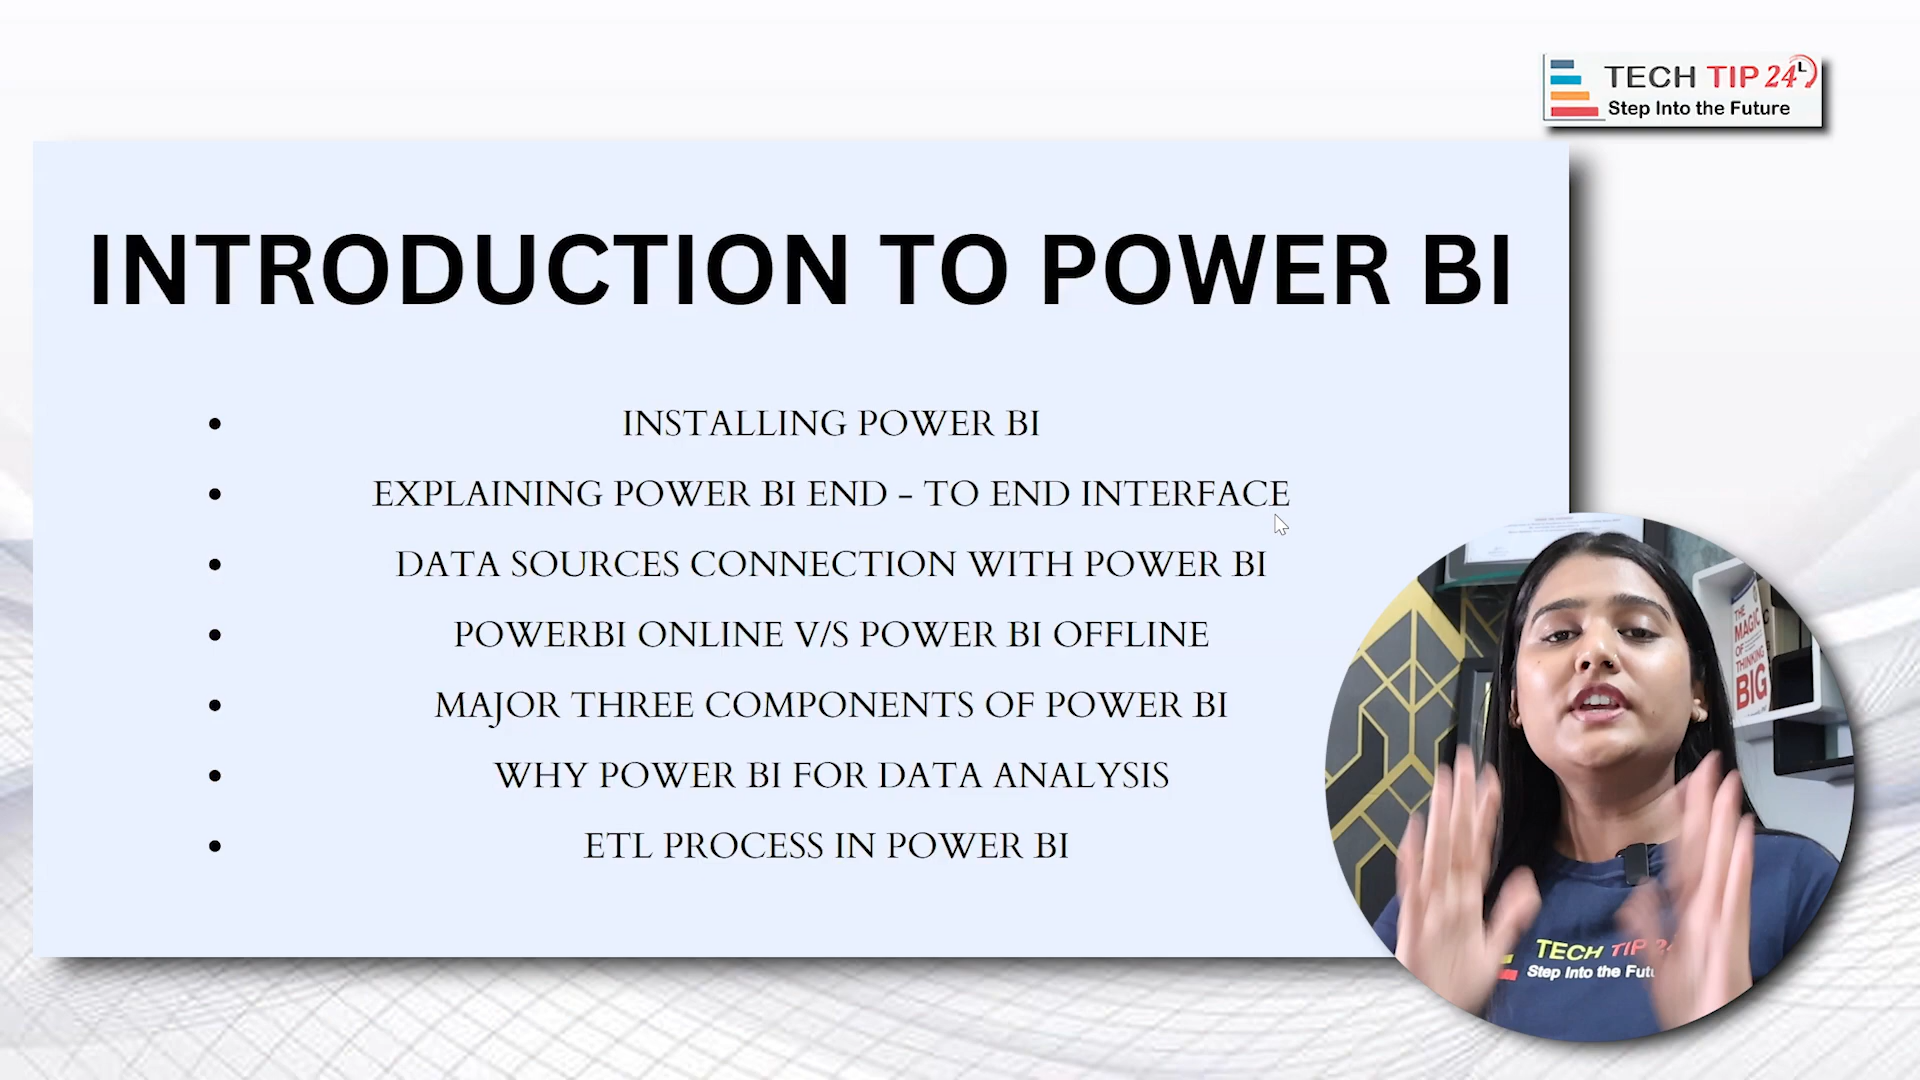 TECH TIP 24
Step Into the Future
INTRODUCTION TO POWER BI
• INSTALLING POWER BI
• EXPLAINING POWER BI END - TO END INTERFACE
• DATA SOURCES CONNECTION WITH POWER BI
• POWERBI ONLINE V/S POWER BI OFFLINE
• MAJOR THREE COMPONENTS OF POWER BI
• WHY POWER BI FOR DATA ANALYSIS
• ETL PROCESS IN POWER BI
THE
MAGIC
OF
THINKING
BIG
TECH TIP
Step Into the